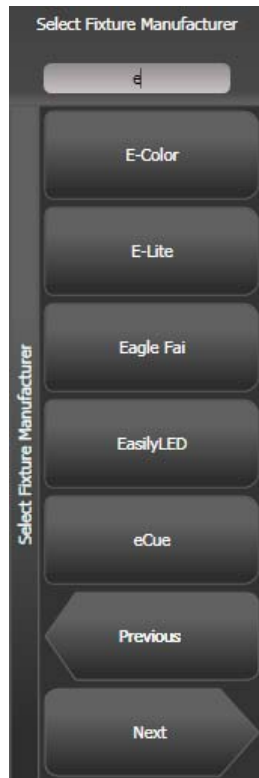 Select Fixture Manufacturer
e
Select Fixture Manufacturer
E-Color
E-Lite
Eagle Fai
EasilyLED
eCue
Previous
Next